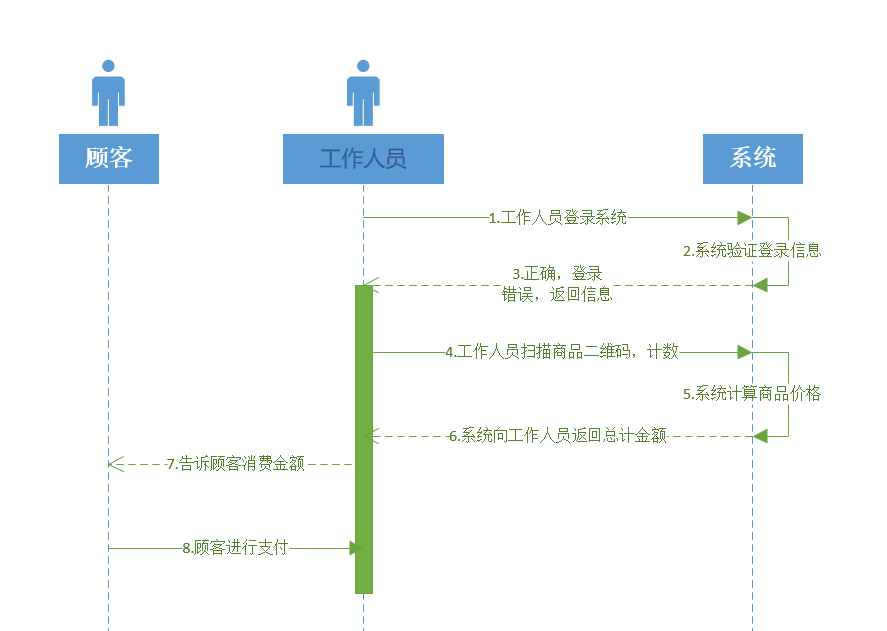 顾客
工作人员
系统
1.工作人员登录系统
2.系统验证登录信息
3.正确，登录
错误，返回信息
4.工作人员扫描商品二维码，计数
5.系统计算商品价格
6.系统向工作人员返回总计金额
7.告诉顾客消费金额
8.顾客进行支付